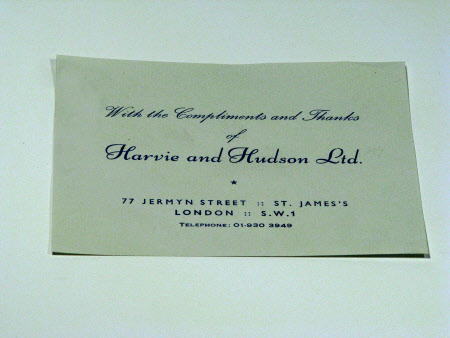 With the Compliments and Thanks
of
Harvie and Hudson Ltd.
77 JERMYN STREET :: ST. JAMES'S
LONDON :: S.W.1
TELEPHONE: 01-930 3949